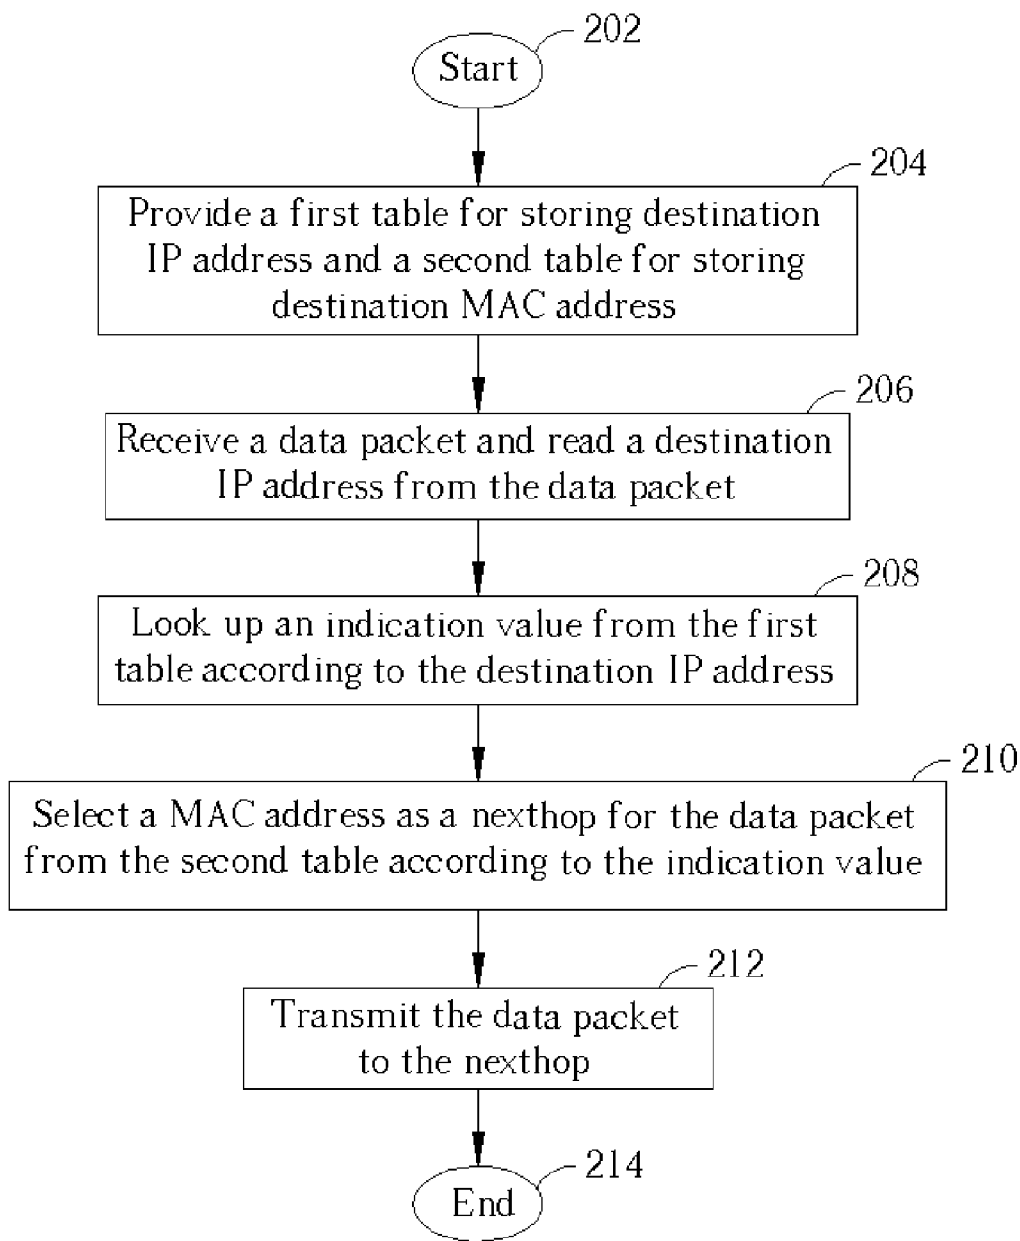 202
Start
204
Provide a first table for storing destination
IP address and a second table for storing
destination MAC address
206
Receive a data packet and read a destination
IP address from the data packet
208
Look up an indication value from the first
table according to the destination IP address
210
Select a MAC address as a nexthop for the data packet
from the second table according to the indication value
212
Transmit the data packet
to the nexthop
214
End